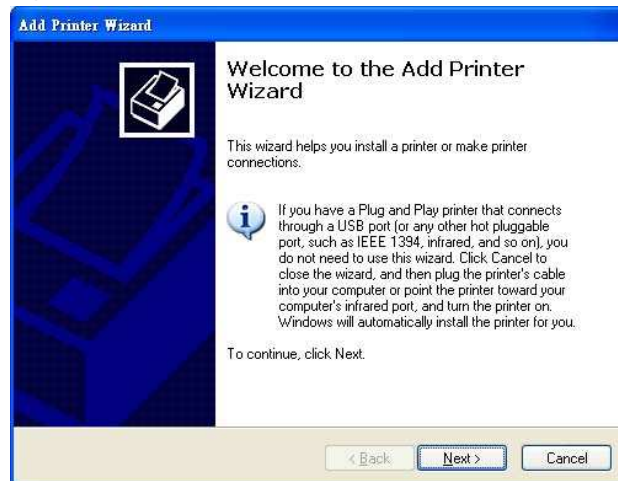 Add Printer Wizard
Welcome to the Add Printer
Wizard
This wizard helps you install a printer or make printer
connections.
If you have a Plug and Play printer that connects
through a USB port (or any other hot pluggable
port, such as IEEE 1394, infrared, and so on), you
do not need to use this wizard. Click Cancel to
close the wizard, and then plug the printer's cable
into your computer or point the printer toward your
computer's infrared port, and turn the printer on.
Windows will automatically install the printer for you.
To continue, click Next.
< Back Next > Cancel